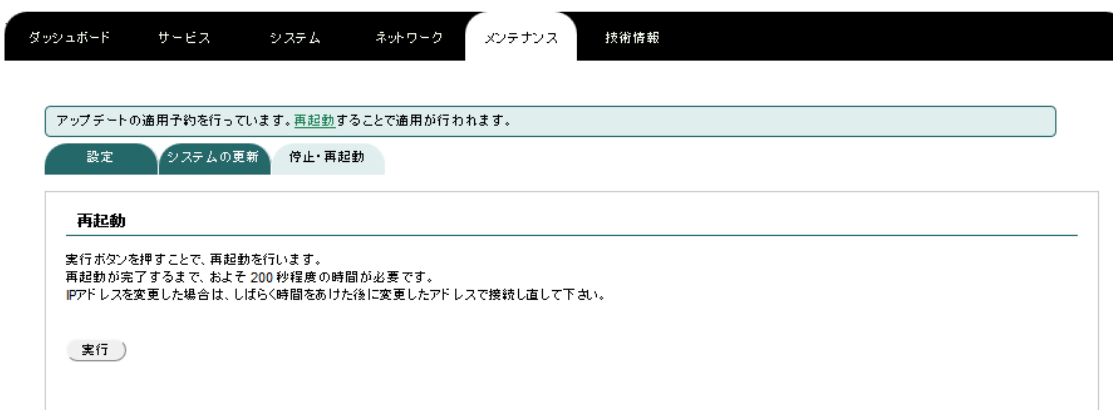 ダッシュボード サービス システム ネットワーク メンテナンス 技術情報
アップデートの適用予約を行っています。再起動することで適用が行われます。
設定 システムの更新 停止・再起動
再起動
実行ボタンを押すことで、再起動を行います。
再起動が完了するまで、およそ 200 秒程度の時間が必要です。
IPアドレスを変更した場合は、しばらく時間をあけた後に変更したアドレスで接続し直して下さい。
実行